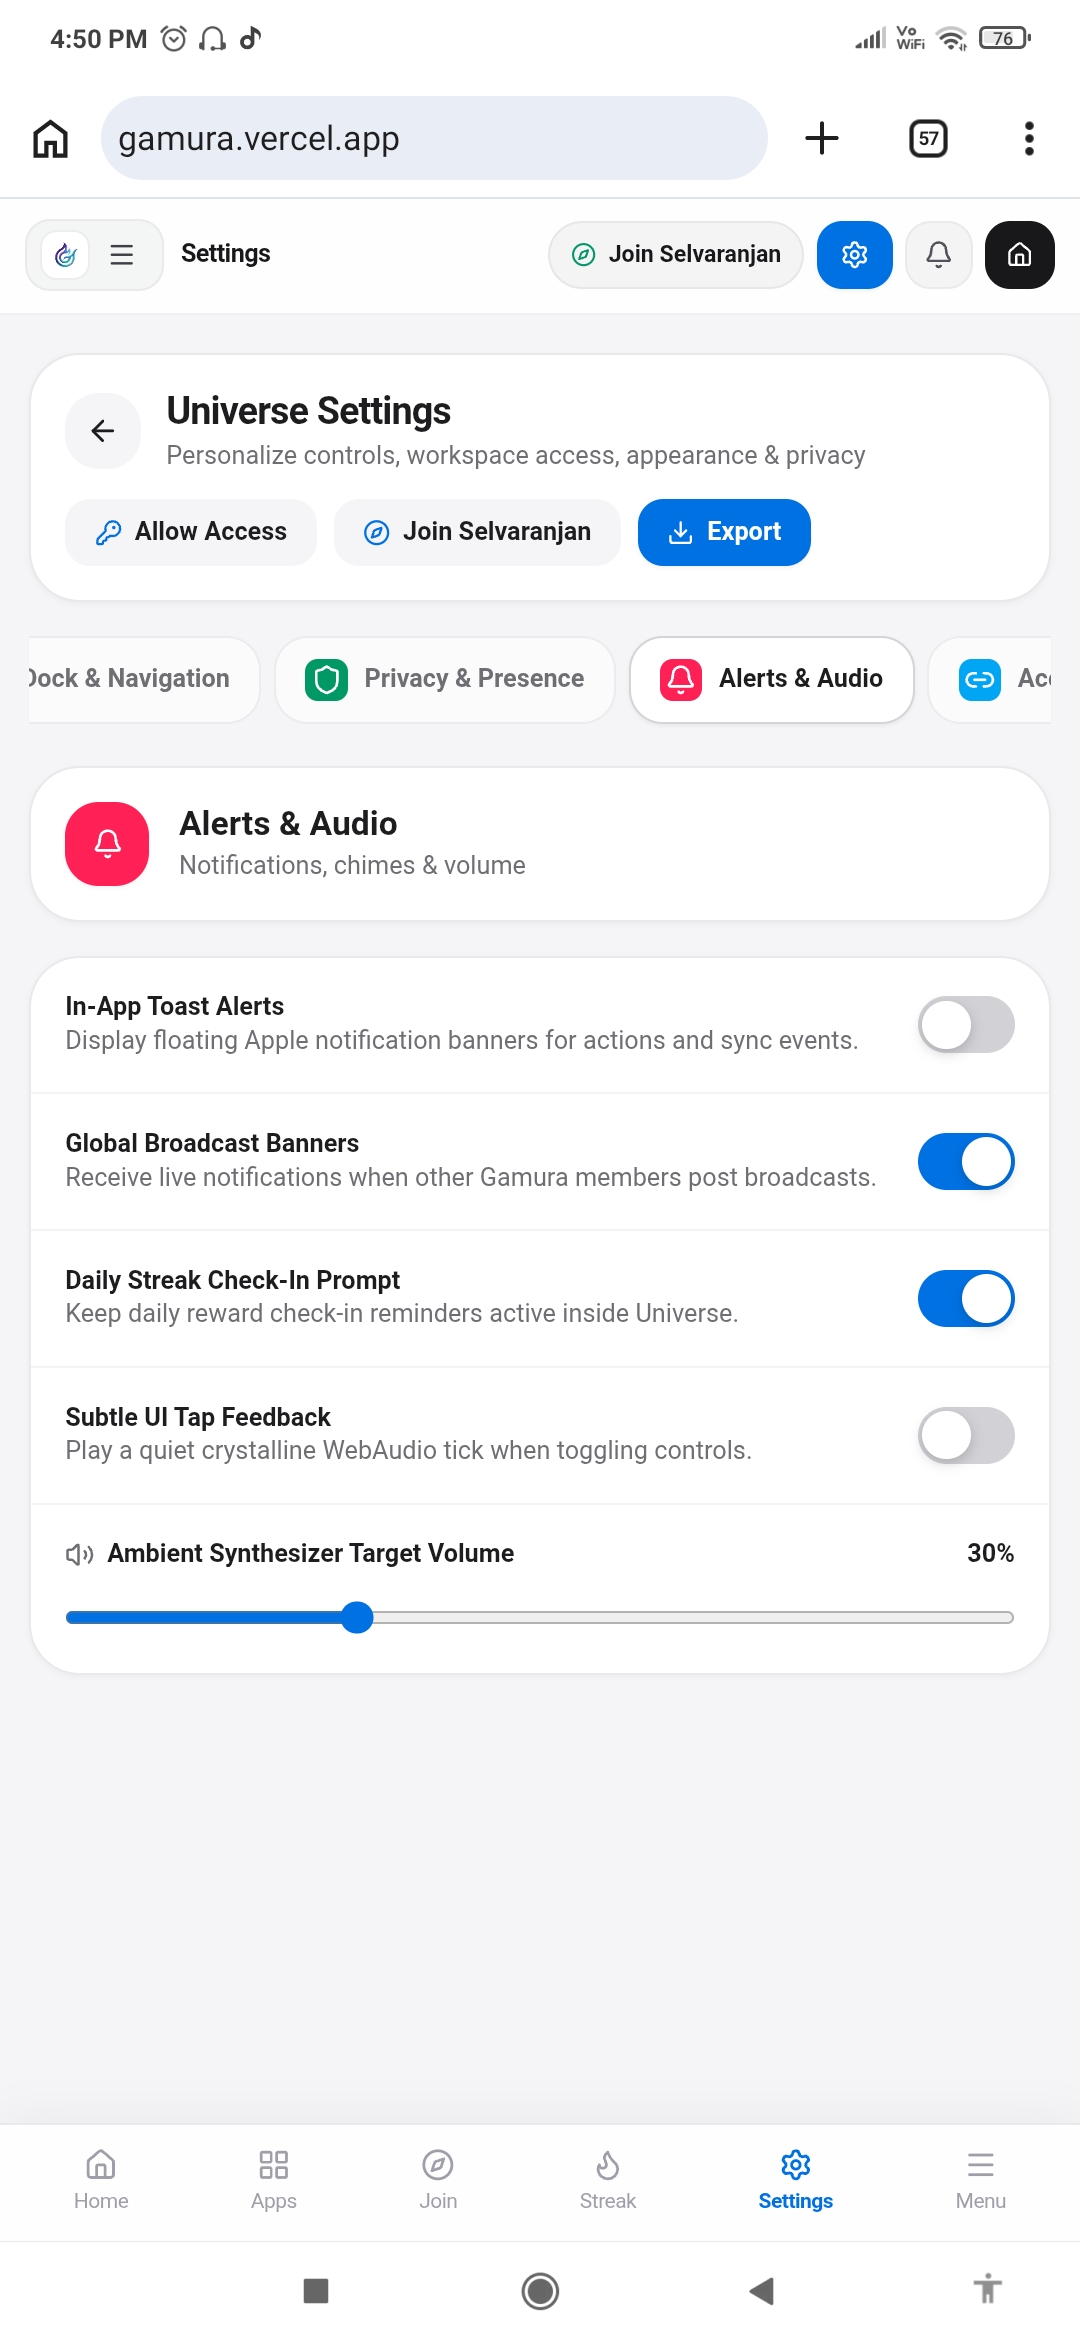 4:50 PM
Vo WiFi
76
gamura.vercel.app
57
Settings
Join Selvaranjan
Universe Settings
Personalize controls, workspace access, appearance & privacy
Allow Access
Join Selvaranjan
Export
Dock & Navigation
Privacy & Presence
Alerts & Audio
Alerts & Audio
Notifications, chimes & volume
In-App Toast Alerts
Display floating Apple notification banners for actions and sync events.
Global Broadcast Banners
Receive live notifications when other Gamura members post broadcasts.
Daily Streak Check-In Prompt
Keep daily reward check-in reminders active inside Universe.
Subtle UI Tap Feedback
Play a quiet crystalline WebAudio tick when toggling controls.
Ambient Synthesizer Target Volume
30%
Home
Apps
Join
Streak
Settings
Menu